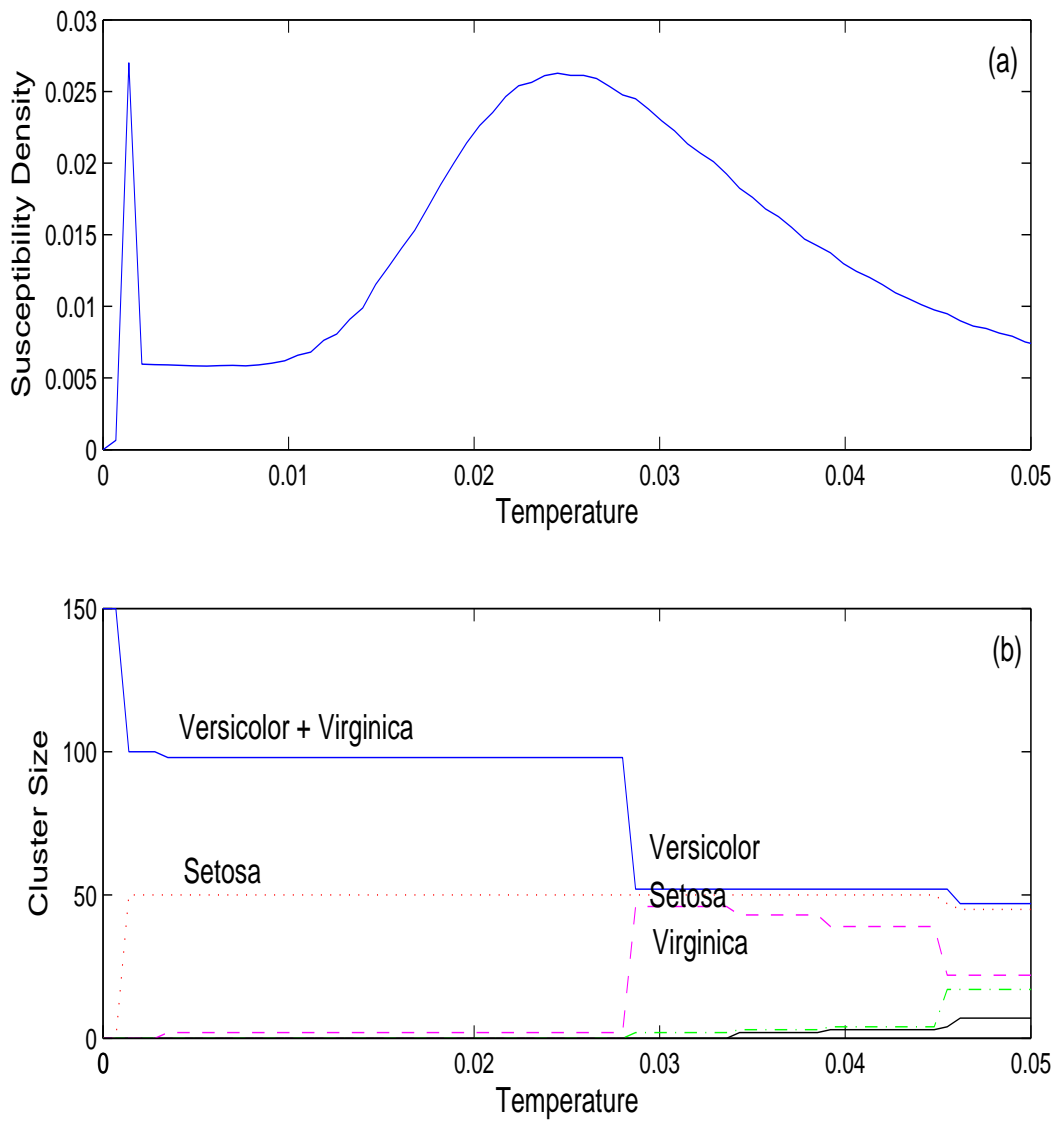 0.03
(a)
0.025
0.02
0.015
0.01
0.005
0
Susceptibility Density
0
0.01
0.02
0.03
0.04
0.05
Temperature
150
(b)
Versicolor + Virginica
100
Versicolor
Setosa
50
Setosa
Virginica
0
Cluster Size
0
0.02
0.03
0.04
0.05
Temperature